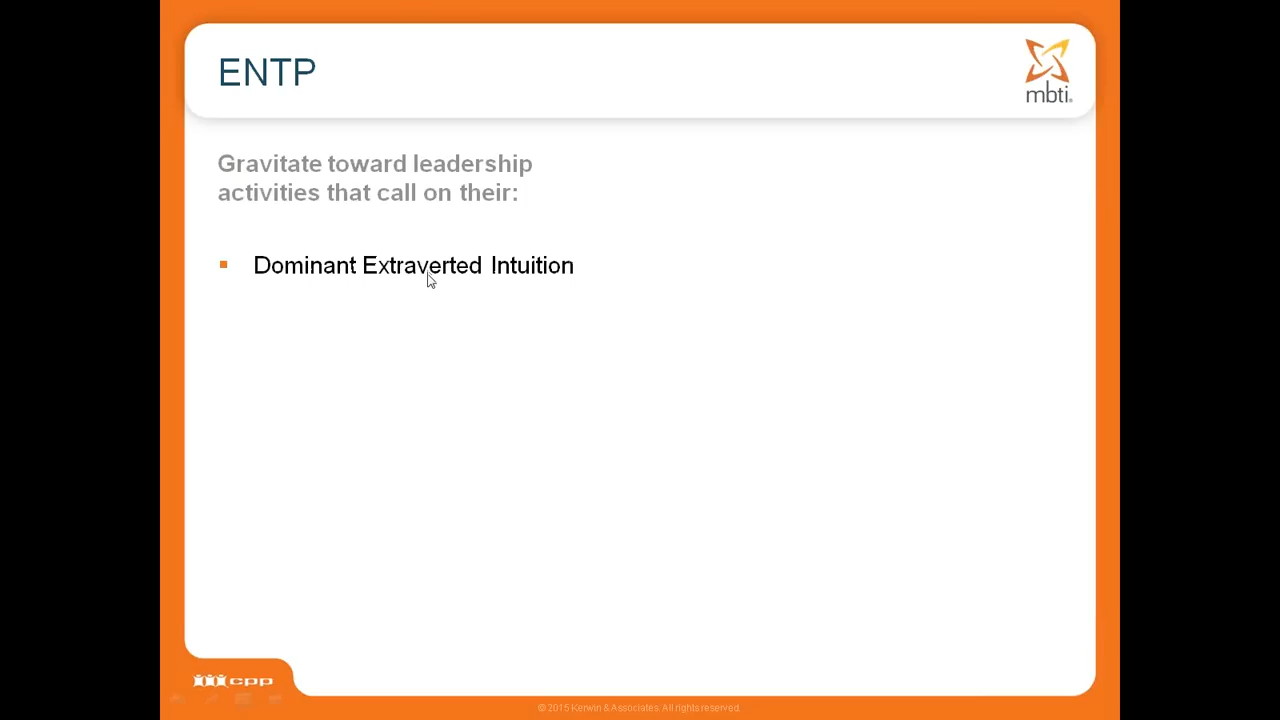 ENTP
mbti®
Gravitate toward leadership
activities that call on their:
Dominant Extraverted Intuition
cpp
© 2015 Kerwin & Associates. All rights reserved.